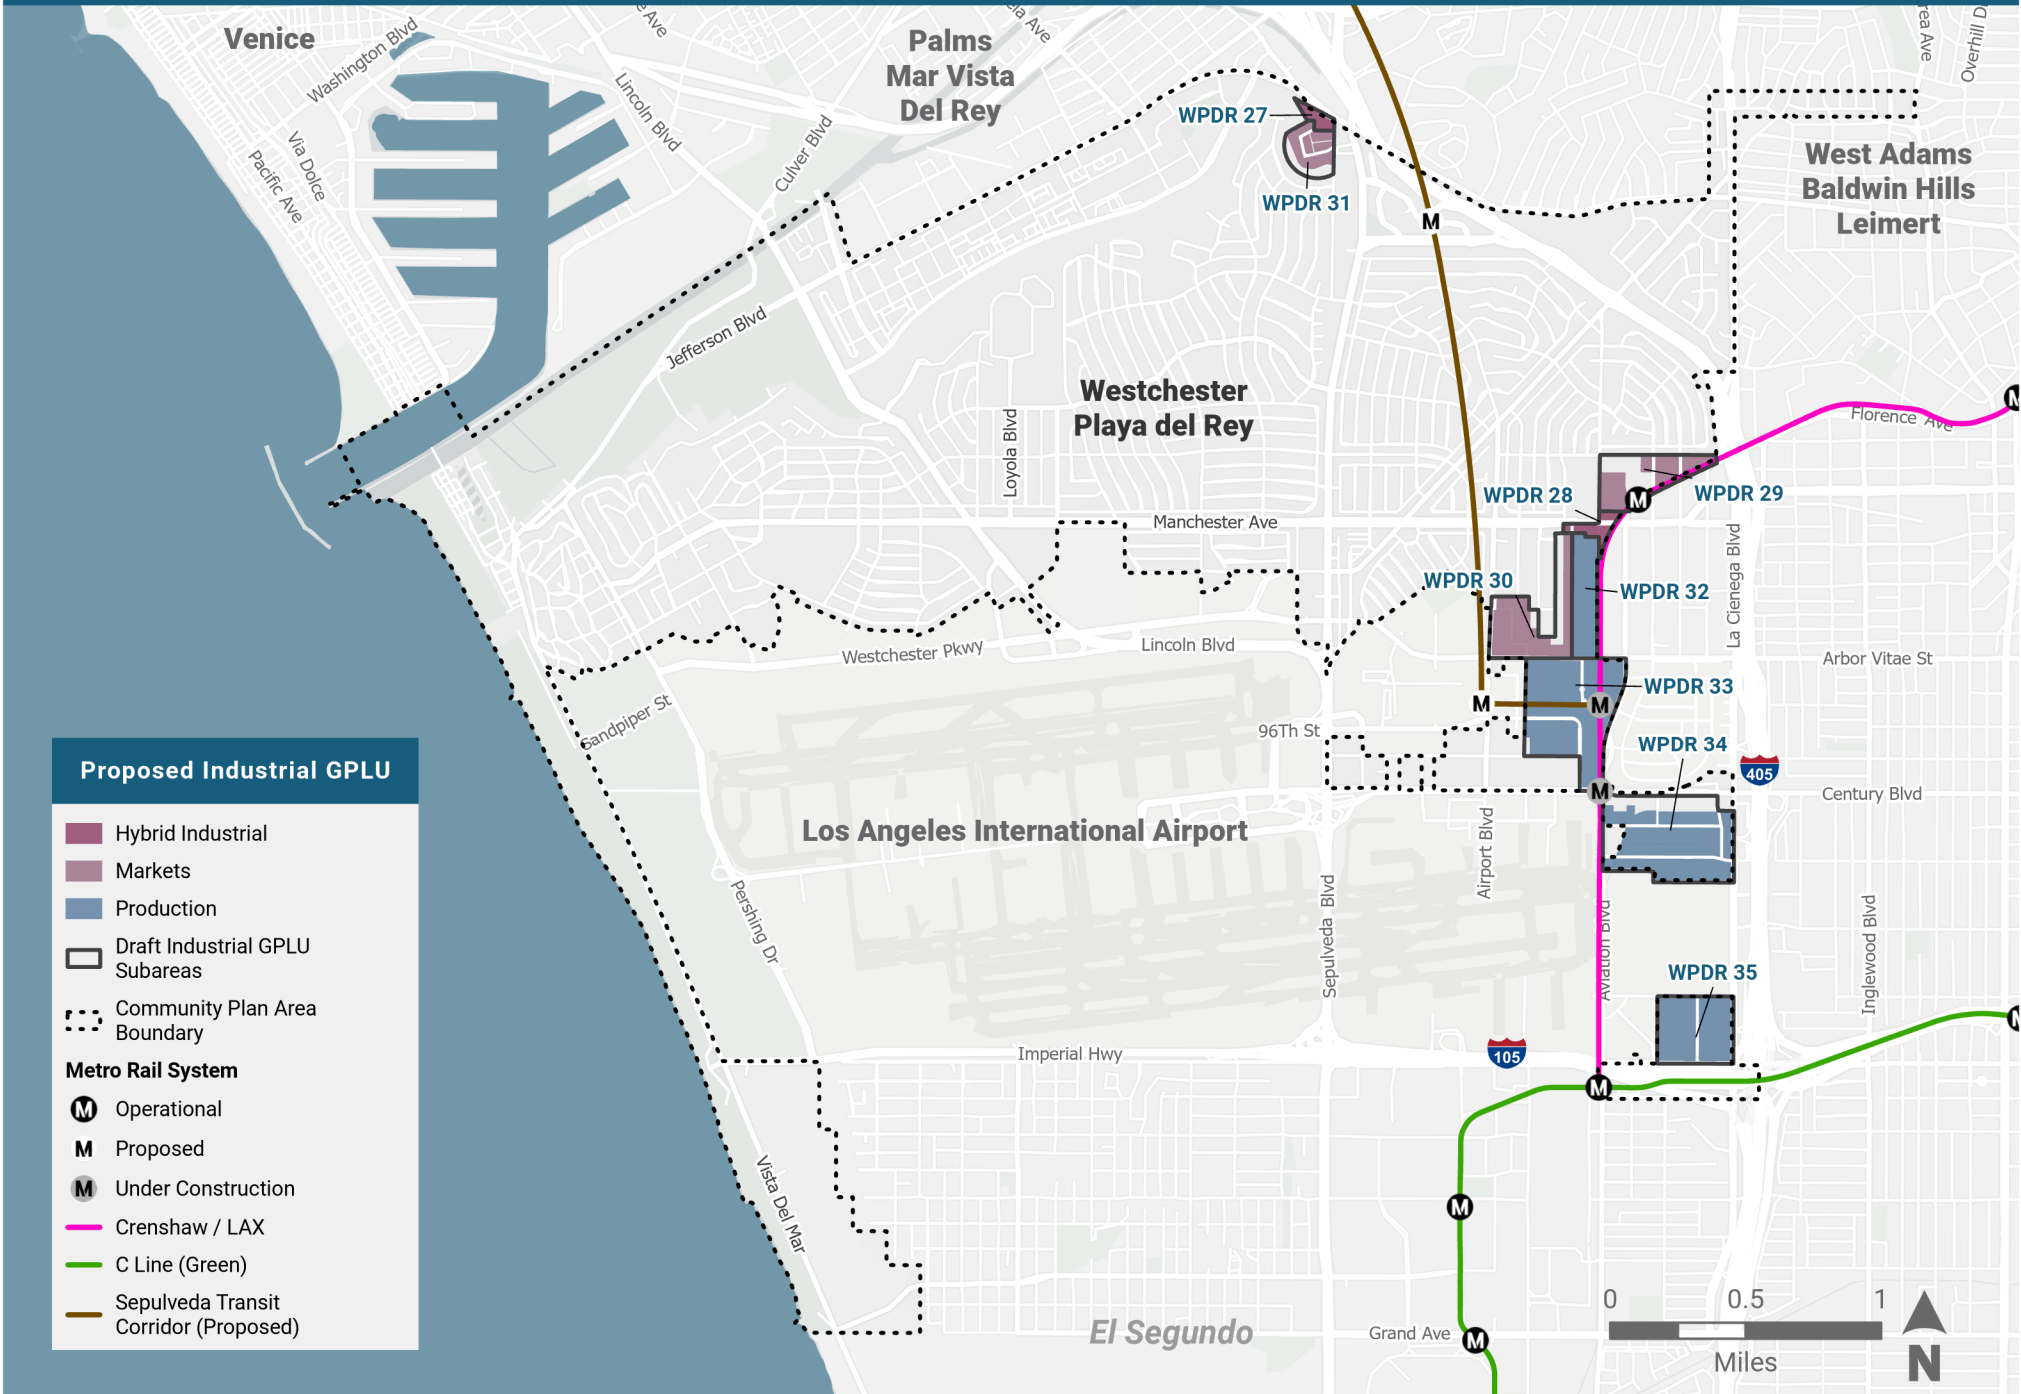 Venice
Washington Blvd
Lincoln Blvd
e Ave
Palms
Mar Vista
Del Rey
Culver Blvd
Via Dolce
Pacific Ave
WPDR 27
WPDR 31
M
West Adams
Baldwin Hills
Leimert
rea Ave
Overhill D
Jefferson Blvd
Westchester
Playa del Rey
Loyola Blvd
Florence Ave
M
WPDR 28
WPDR 29
M
Manchester Ave
La Cienega Blvd
WPDR 30
WPDR 32
Westchester Pkwy
Lincoln Blvd
Arbor Vitae St
WPDR 33
M
M
Sandpiper St
96Th St
WPDR 34
405
M
Century Blvd
Los Angeles International Airport
Airport Blvd
Pershing Dr
Sepulveda Blvd
Aviation Blvd
Inglewood Blvd
WPDR 35
Imperial Hwy
105
M
M
M
Vista Del Mar
El Segundo
Grand Ave
M
Proposed Industrial GPLU
Hybrid Industrial
Markets
Production
Draft Industrial GPLU
Subareas
Community Plan Area
Boundary
Metro Rail System
M Operational
M Proposed
M Under Construction
Crenshaw / LAX
C Line (Green)
Sepulveda Transit
Corridor (Proposed)
0 0.5 1
Miles
N